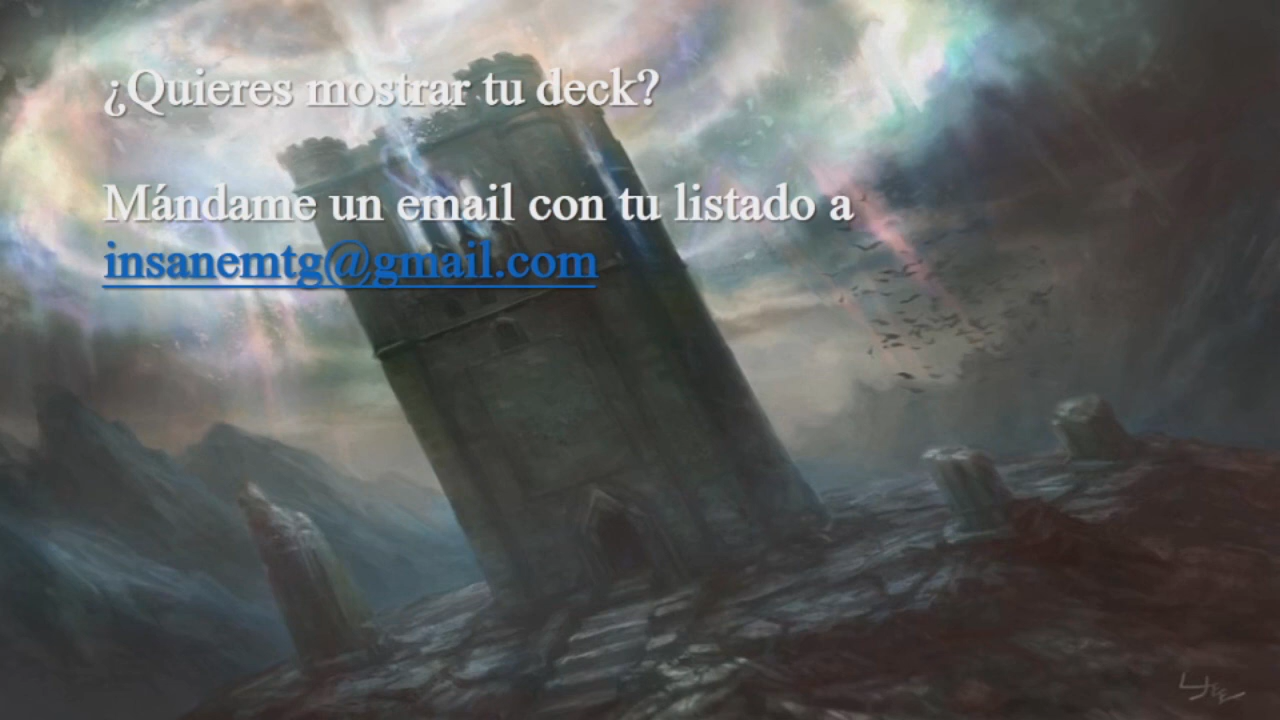 ¿Quieres mostrar tu deck?
Mándame un email con tu listado a
insanemtg@gmail.com